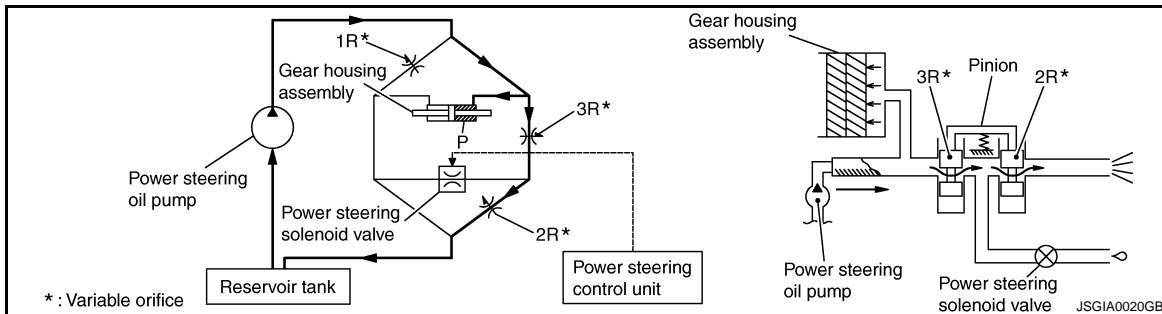 1R*
Gear housing
assembly
3R*
P
Power steering
oil pump
Power steering
solenoid valve
2R*
Reservoir tank
Power steering
control unit
* : Variable orifice
Gear housing
assembly
Pinion
3R*
2R*
Power steering
oil pump
Power steering
solenoid valve
JSGIA0020GB